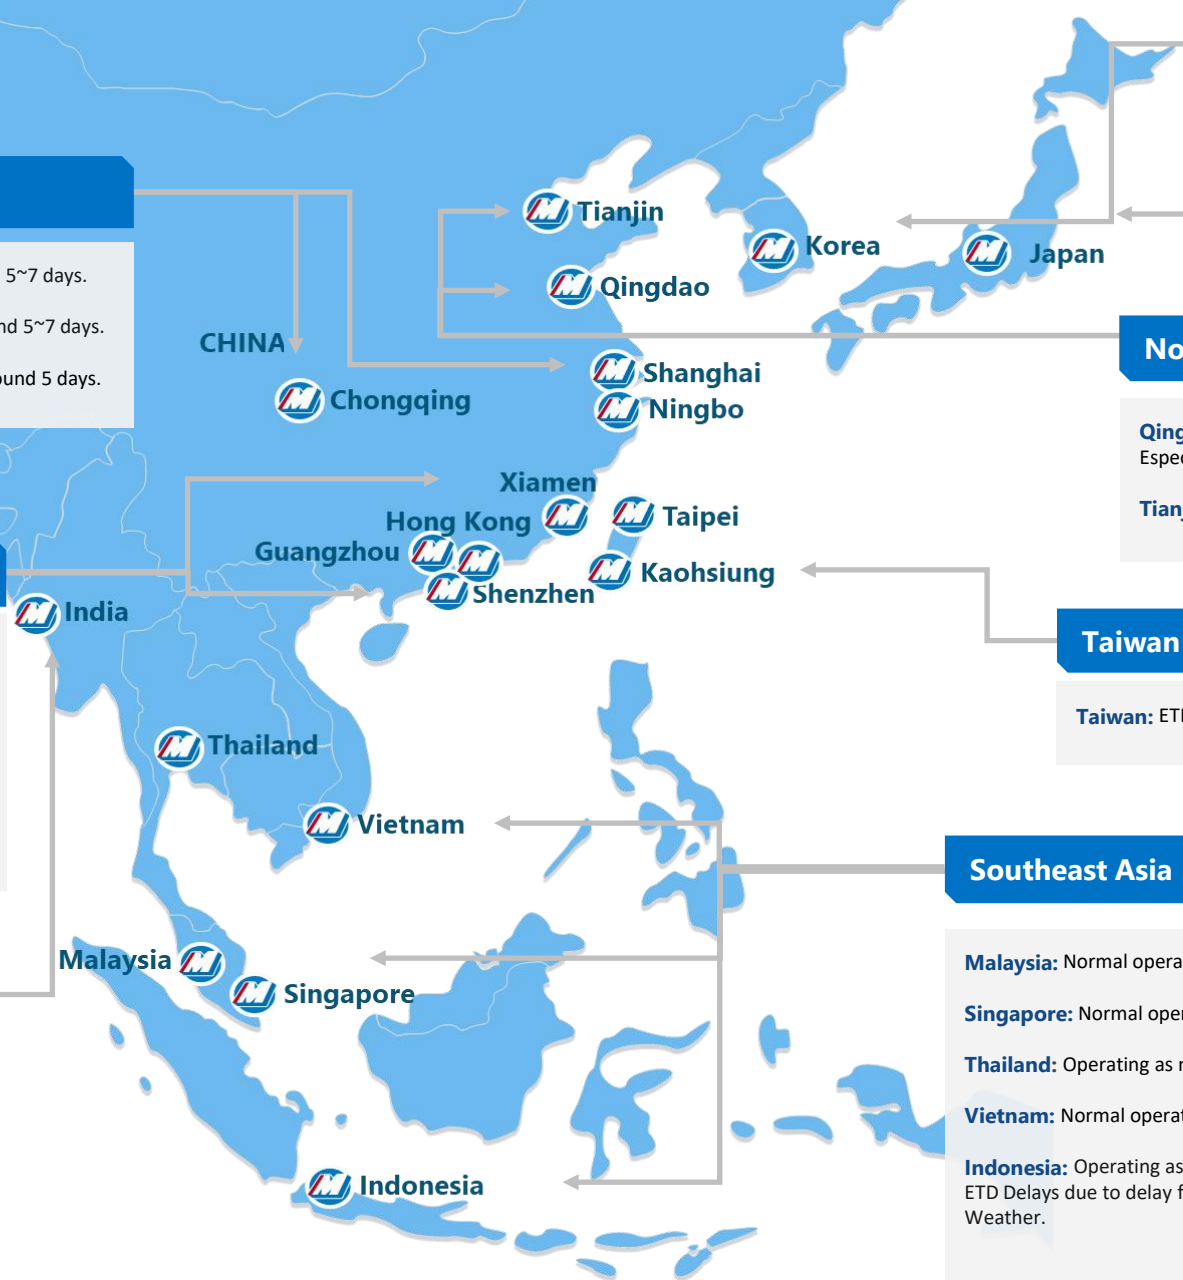 5~7 days.
nd 5~7 days.
ound 5 days.
Tianjin
Korea
Japan
Qingdao
CHINA
Shanghai
Chongqing
Ningbo
No
Qing
Espe
Tianj
Xiamen
Hong Kong
Taipei
Guangzhou
Kaohsiung
Shenzhen
India
Taiwan
Taiwan: ET
Thailand
Vietnam
Southeast Asia
Malaysia
Singapore
Malaysia: Normal opera
Singapore: Normal oper
Thailand: Operating as
Vietnam: Normal operat
Indonesia: Operating as
ETD Delays due to delay f
Weather.
Indonesia